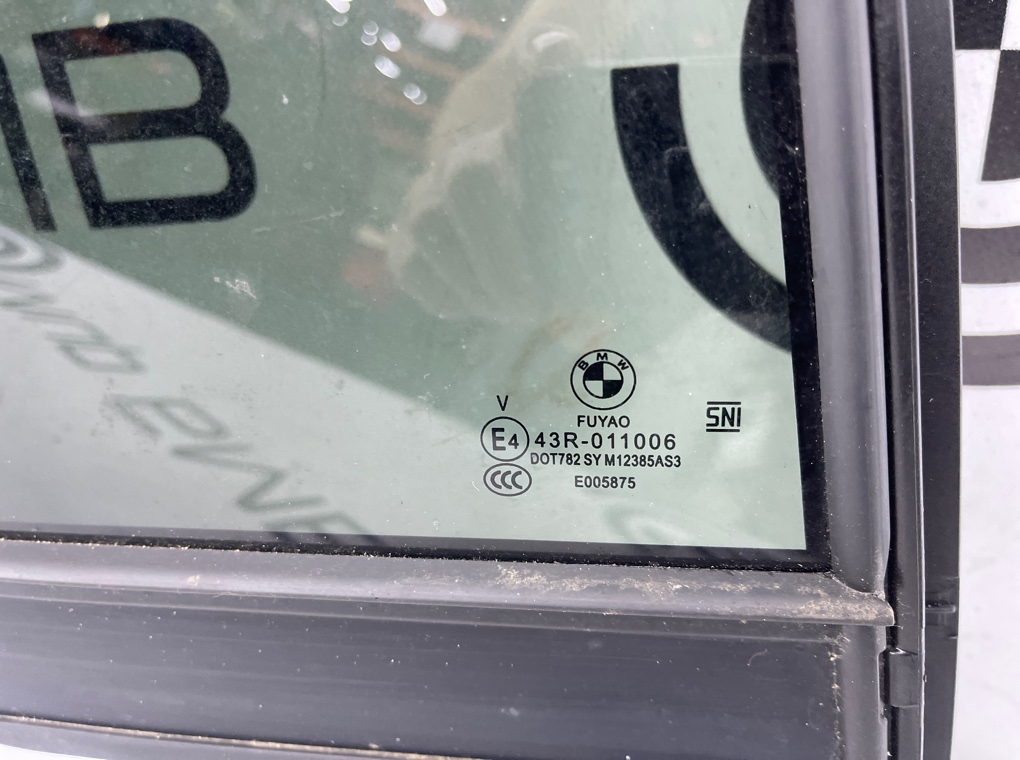 BMW
V
FUYAO
E4 43R-011006
SNI
DOT782 SY M12385AS3
CCC
E005875